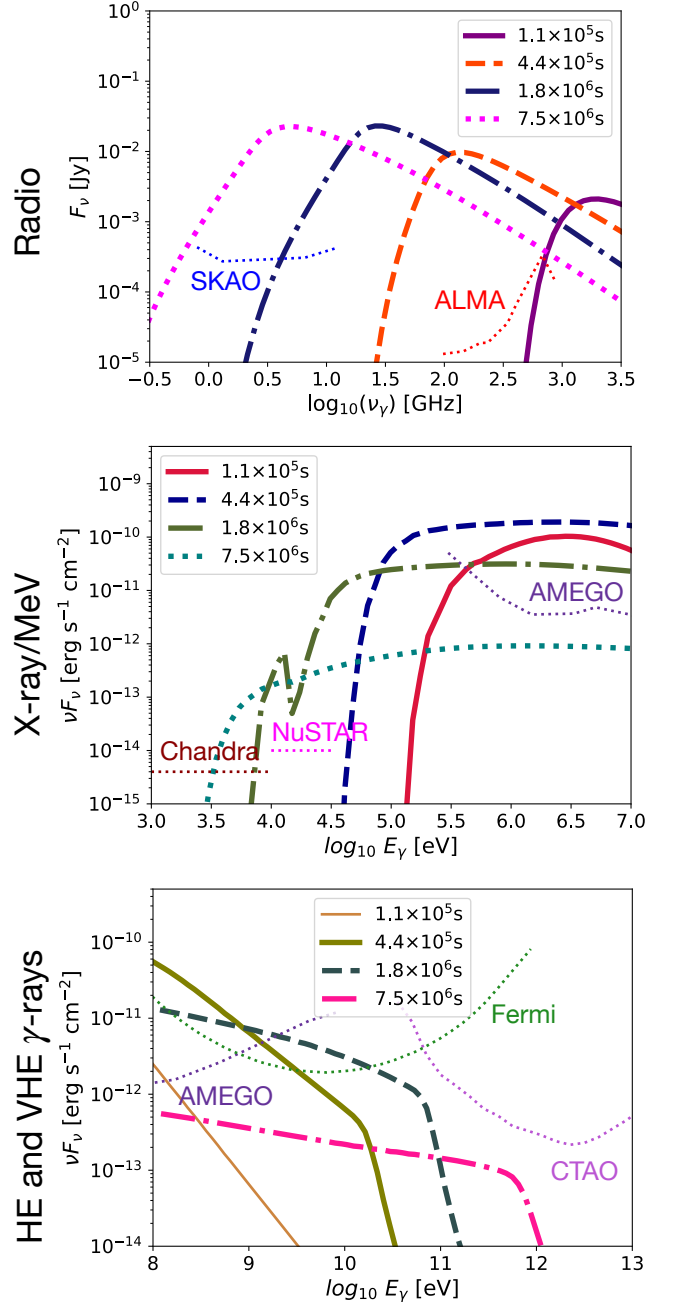 Radio
F_ν [Jy]
10^0
10^−1
10^−2
10^−3
10^−4
10^−5
1.1×10^5s
4.4×10^5s
1.8×10^6s
7.5×10^6s
SKAO
ALMA
−0.5 0.0 0.5 1.0 1.5 2.0 2.5 3.0 3.5
log_10(ν_γ) [GHz]
X-ray/MeV
νF_ν [erg s^−1 cm^−2]
10^−9
10^−10
10^−11
10^−12
10^−13
10^−14
10^−15
1.1×10^5s
4.4×10^5s
1.8×10^6s
7.5×10^6s
AMEGO
NuSTAR
Chandra
3.0 3.5 4.0 4.5 5.0 5.5 6.0 6.5 7.0
log_10 E_γ [eV]
HE and VHE γ-rays
νF_ν [erg s^−1 cm^−2]
10^−10
10^−11
10^−12
10^−13
10^−14
1.1×10^5s
4.4×10^5s
1.8×10^6s
7.5×10^6s
Fermi
AMEGO
CTAO
8 9 10 11 12 13
log_10 E_γ [eV]